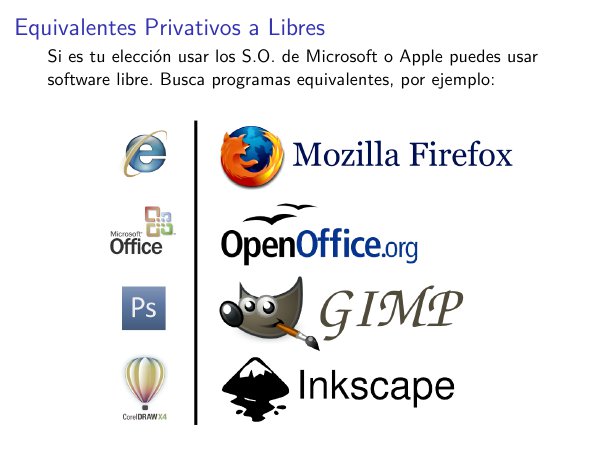 Equivalentes Privativos a Libres
Si es tu elección usar los S.O. de Microsoft o Apple puedes usar
software libre. Busca programas equivalentes, por ejemplo:
Mozilla Firefox
Microsoft
Office
OpenOffice.org
Ps
GIMP
CorelDRAW X4
Inkscape